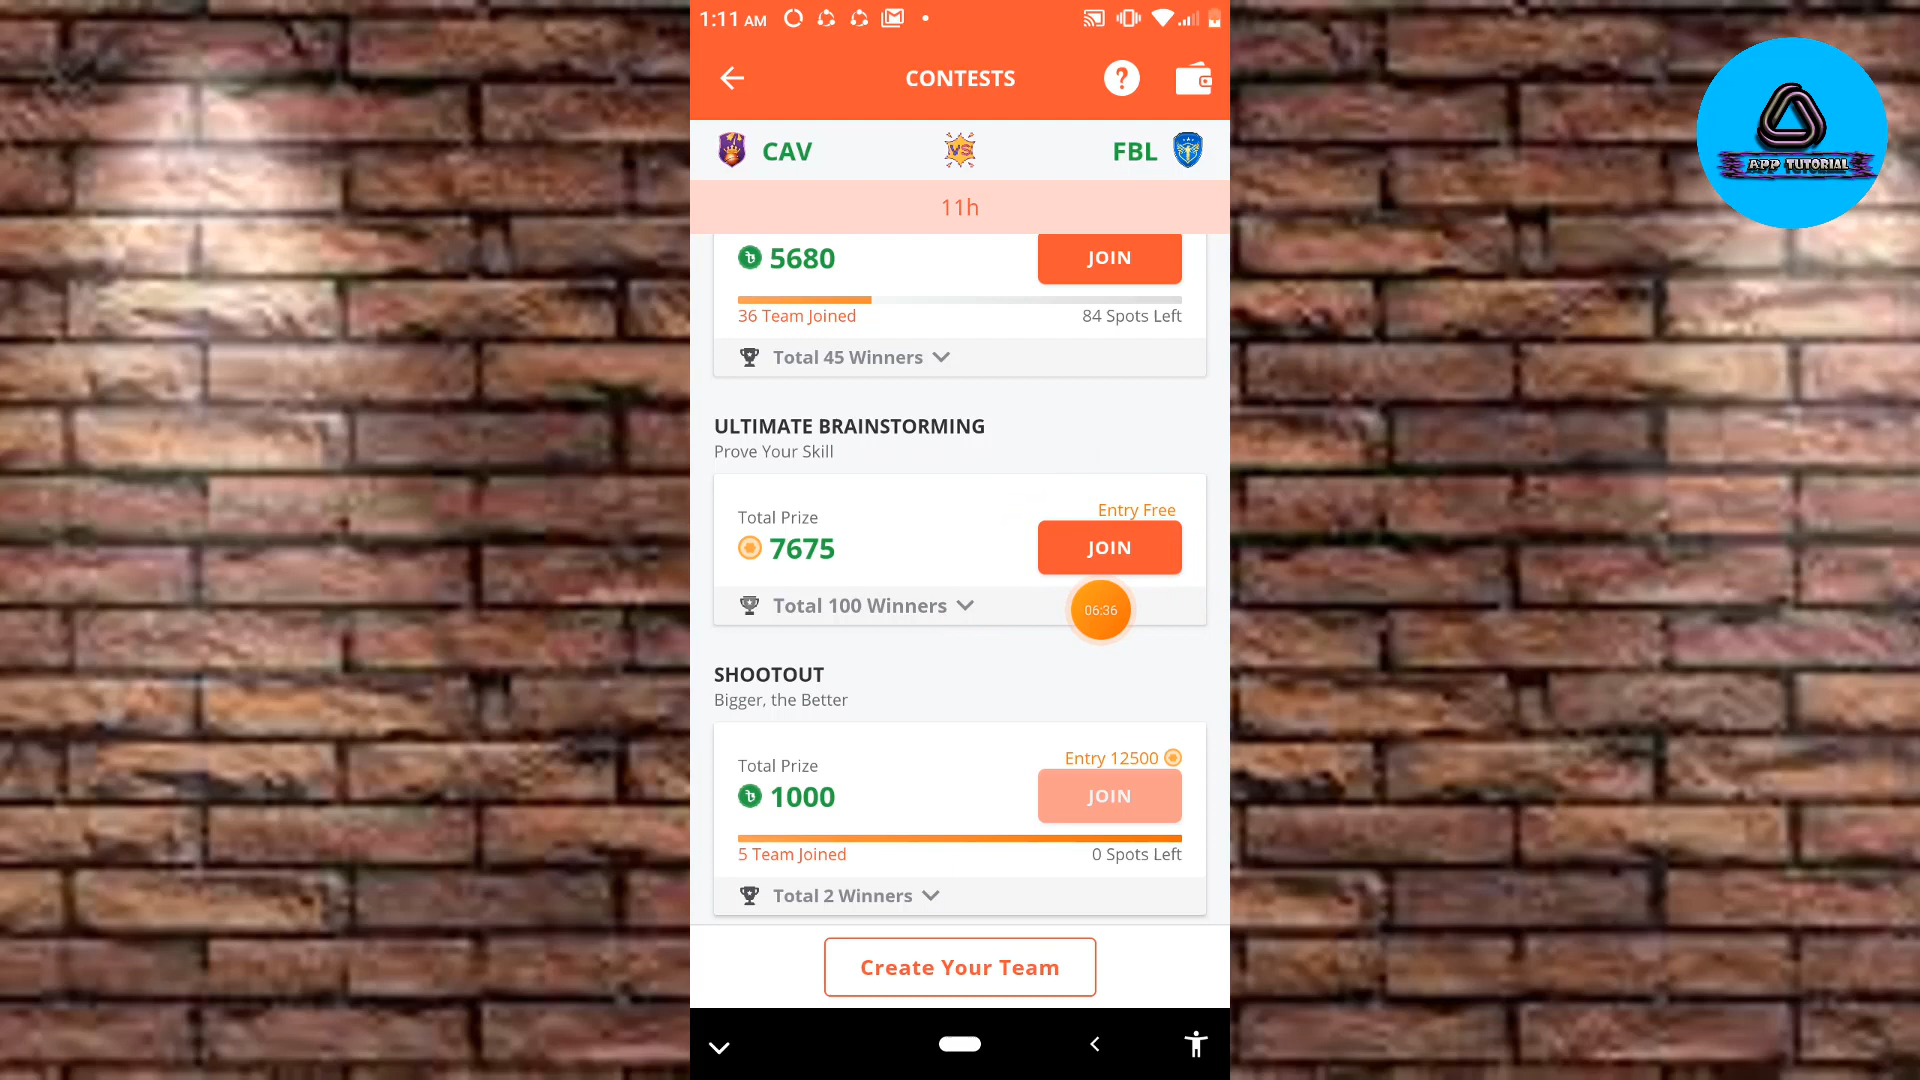 1:11 AM
CONTESTS
?
CAV
VS
FBL
11h
5680
JOIN
36 Team Joined
84 Spots Left
Total 45 Winners
ULTIMATE BRAINSTORMING
Prove Your Skill
Total Prize
Entry Free
7675
JOIN
Total 100 Winners
06:36
SHOOTOUT
Bigger, the Better
Total Prize
Entry 12500
৳ 1000
JOIN
5 Team Joined
0 Spots Left
Total 2 Winners
Create Your Team
APP TUTORIAL